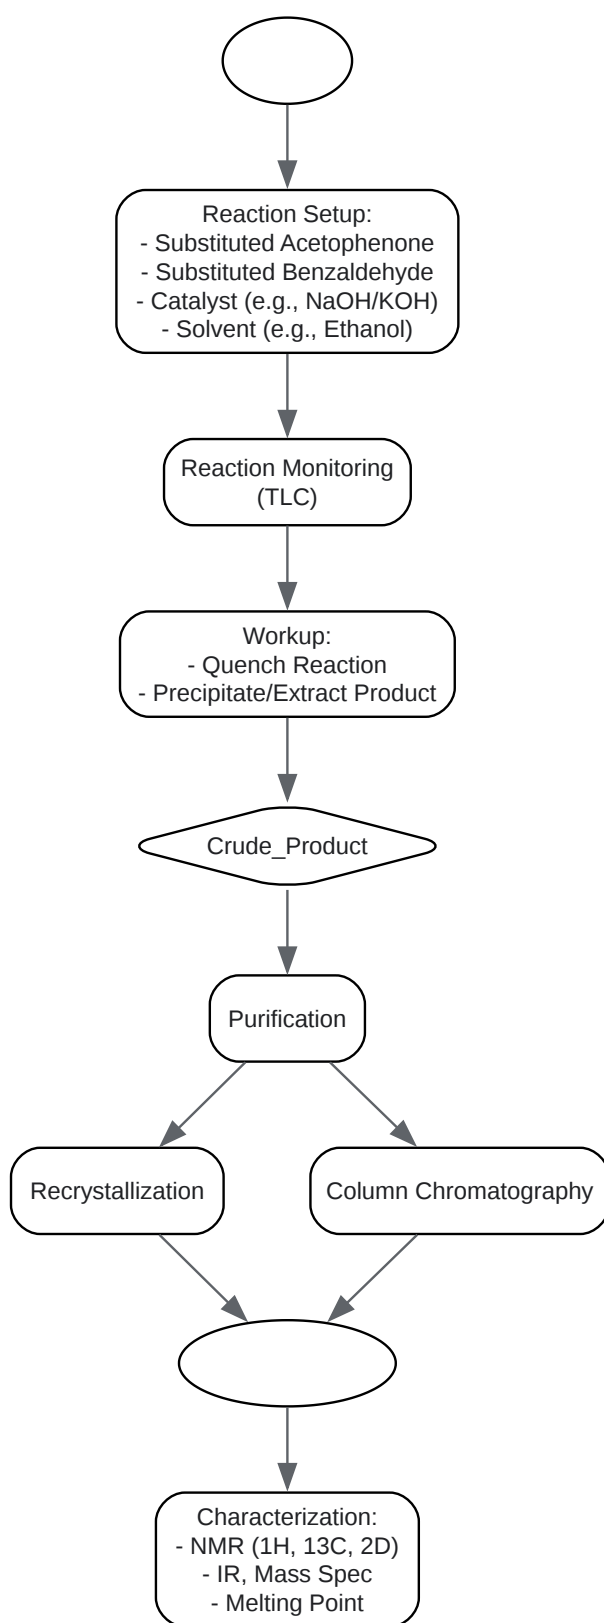 Reaction Setup:
- Substituted Acetophenone
- Substituted Benzaldehyde
- Catalyst (e.g., NaOH/KOH)
- Solvent (e.g., Ethanol)
Reaction Monitoring
(TLC)
Workup:
- Quench Reaction
- Precipitate/Extract Product
Crude_Product
Purification
Recrystallization
Column Chromatography
Characterization:
- NMR (1H, 13C, 2D)
- IR, Mass Spec
- Melting Point